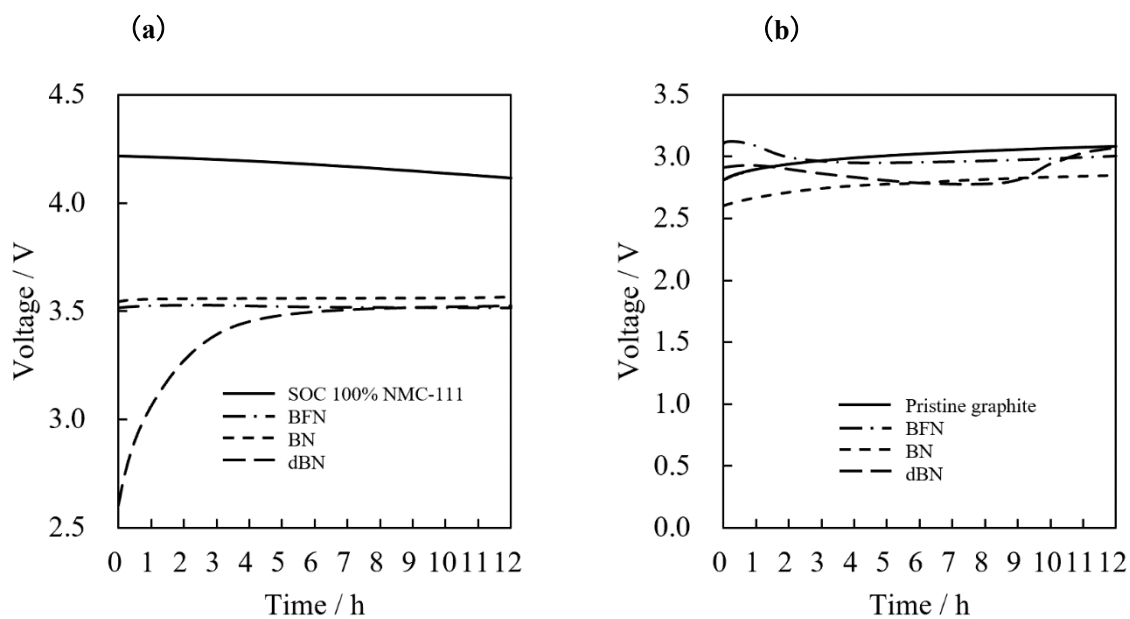 (a)
4.5
4.0
3.5
3.0
2.5
Voltage / V
SOC 100% NMC-111
BFN
BN
dBN
0 1 2 3 4 5 6 7 8 9 10 11 12
Time / h
(b)
3.5
3.0
2.5
2.0
1.5
1.0
0.5
0.0
Voltage / V
Pristine graphite
BFN
BN
dBN
0 1 2 3 4 5 6 7 8 9 10 11 12
Time / h